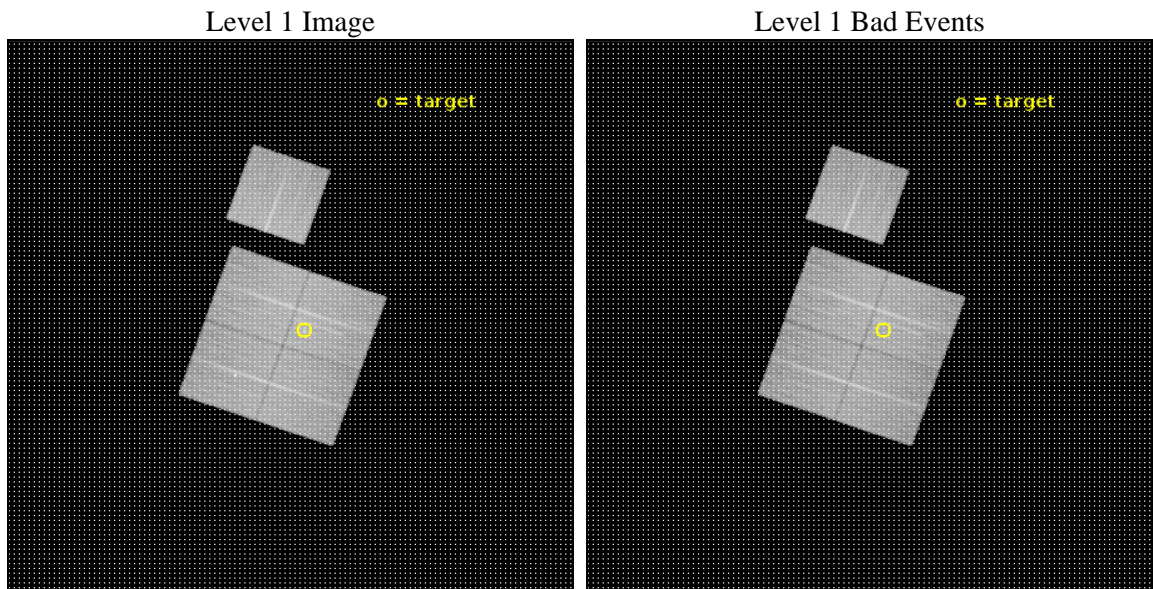 Level 1 Image
Level 1 Bad Events
o = target
o = target